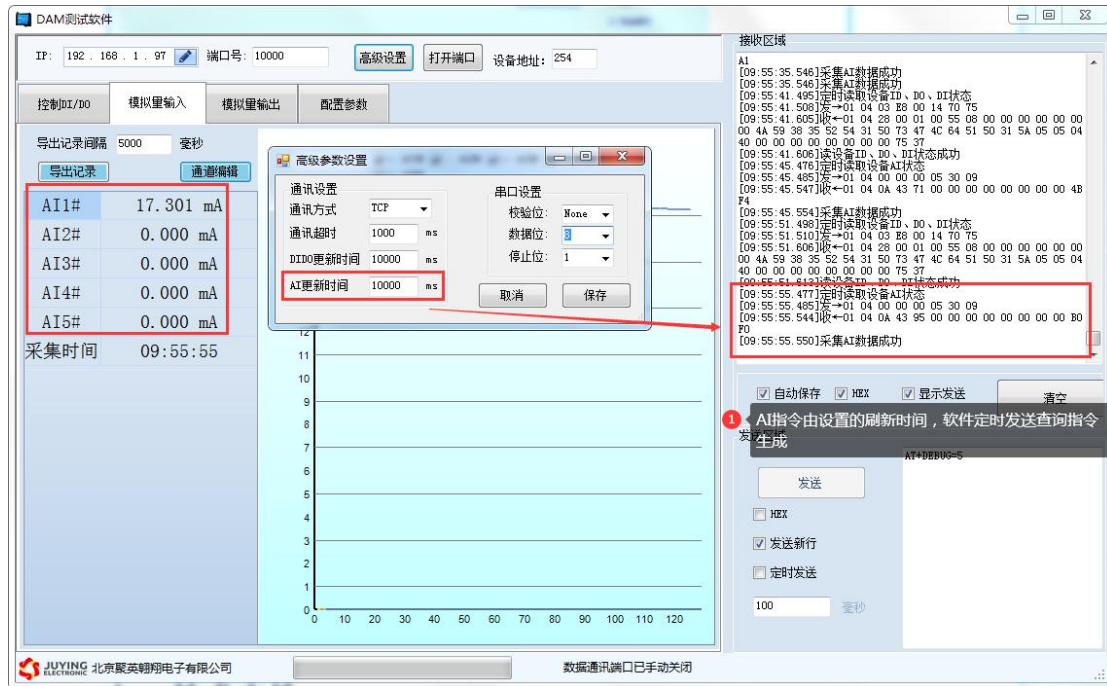 DAM测试软件
IP: 192 . 168 . 1 . 97 端口号: 10000 高级设置 打开端口 设备地址: 254
控制DI/DO 模拟里输入 模拟里输出 配置参数
导出记录间隔 5000 毫秒
导出记录 通道编辑
AI1# 17.301 mA
AI2# 0.000 mA
AI3# 0.000 mA
AI4# 0.000 mA
AI5# 0.000 mA
采集时间 09:55:55
高级参数设置
通讯设置
通讯方式 TCP
通讯超时 1000 ms
DIDO更新时间 10000 ms
AI更新时间 10000 ms
串口设置
校验位: None
数据位: 8
停止位: 1
取消 保存
12
11
10
9
8
7
6
5
4
3
2
1
0
0 10 20 30 40 50 60 70 80 90 100 110 120
接收区域
A1
[09:55:35.546]采集AI数据成功
[09:55:35.546]采集AI数据成功
[09:55:41.495]定时读取设备ID、DO、DI状态
[09:55:41.508]发→01 04 03 E8 00 14 70 75
[09:55:41.605]收←01 04 28 00 01 00 55 08 00 00 00 00 00 00
00 4A 59 38 35 52 54 31 50 73 47 4C 64 51 50 31 5A 05 05 04
40 00 00 00 00 00 00 00 00 75 37
[09:55:41.606]读设备ID、DO、DI状态成功
[09:55:45.476]定时读取设备AI状态
[09:55:45.485]发→01 04 00 00 00 05 30 09
[09:55:45.547]收←01 04 0A 43 71 00 00 00 00 00 00 00 00 4B
F4
[09:55:45.554]采集AI数据成功
[09:55:51.498]定时读取设备ID、DO、DI状态
[09:55:51.510]发→01 04 03 E8 00 14 70 75
[09:55:51.606]收←01 04 28 00 01 00 55 08 00 00 00 00 00 00
00 4A 59 38 35 52 54 31 50 73 47 4C 64 51 50 31 5A 05 05 04
40 00 00 00 00 00 00 00 00 75 37
[09:55:51.613]读设备ID、DO、DI状态成功
[09:55:55.477]定时读取设备AI状态
[09:55:55.485]发→01 04 00 00 00 05 30 09
[09:55:55.544]收←01 04 0A 43 95 00 00 00 00 00 00 00 00 B0
F0
[09:55:55.550]采集AI数据成功
自动保存 HEX 显示发送 清空
1 AI指令由设置的刷新时间，软件定时发送查询指令
生成
AT+DEBUG=5
发送
HEX
发送新行
定时发送
100 毫秒
JUYING ELECTRONIC 北京聚英翱翔电子有限公司 数据通讯端口已手动关闭